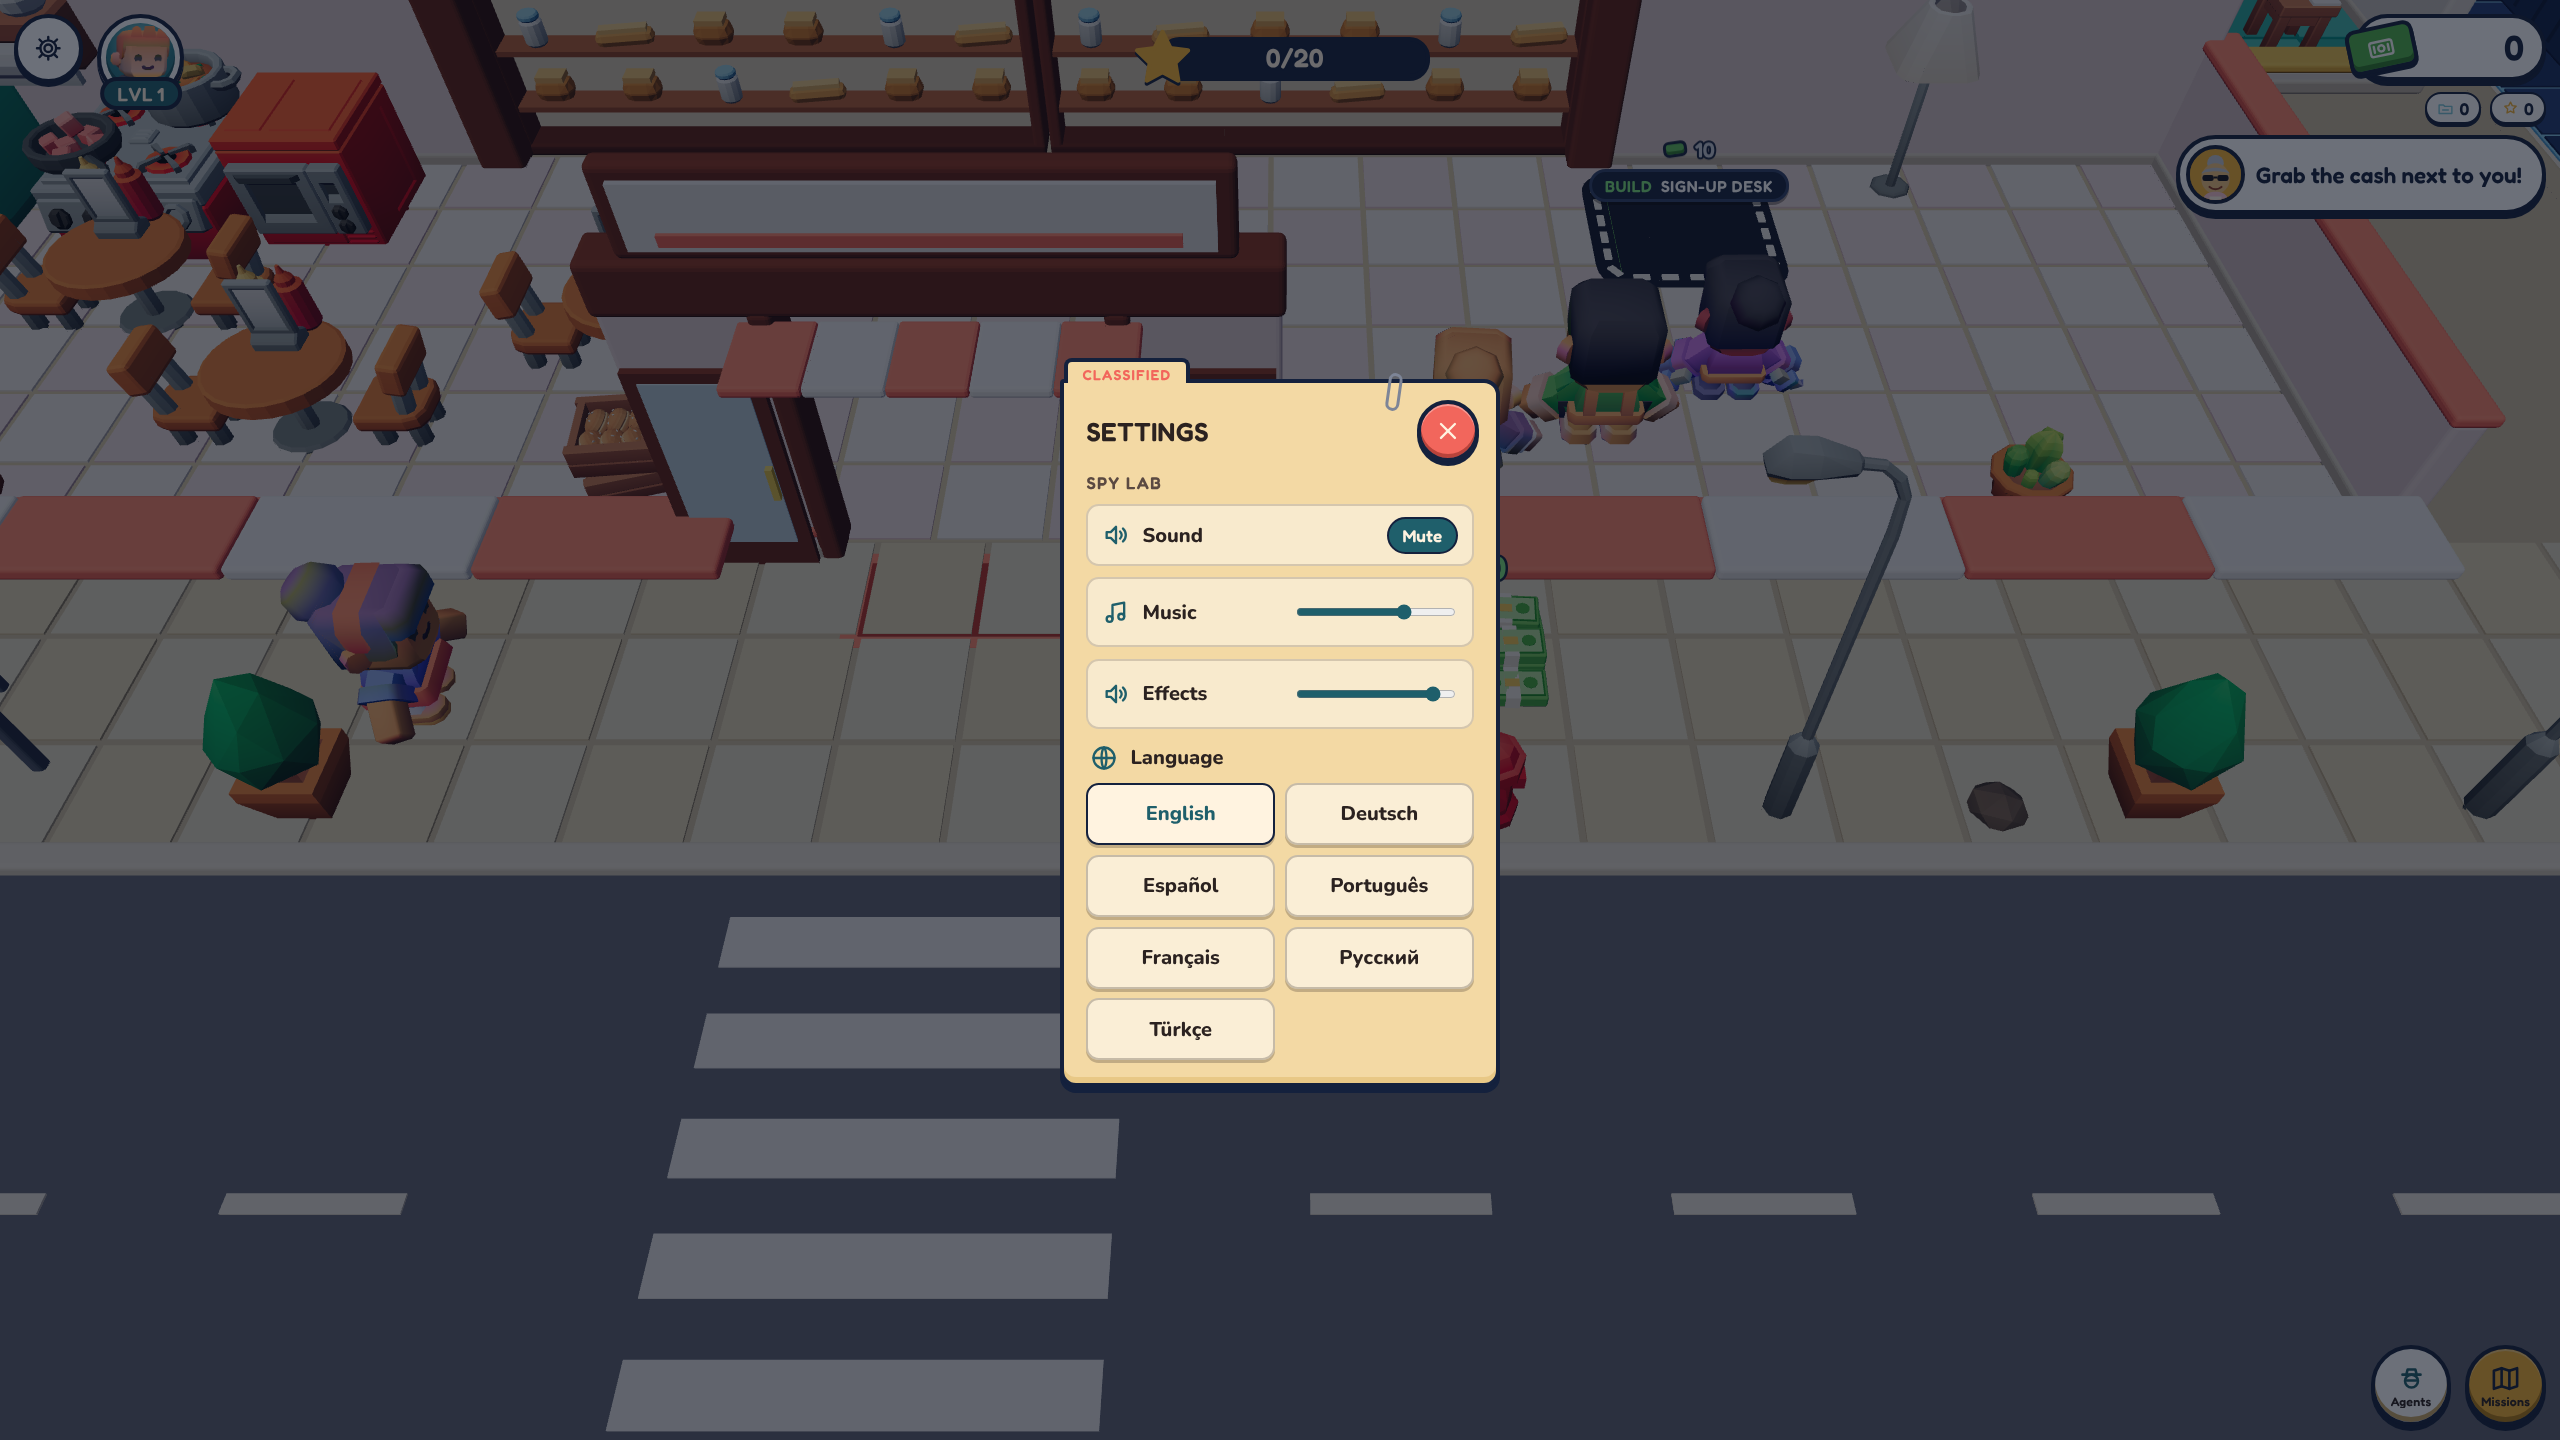 LVL 1
0/20
0
0
0
Grab the cash next to you!
10
BUILD SIGN-UP DESK
CLASSIFIED
SETTINGS
SPY LAB
Sound
Mute
Music
Effects
Language
English
Deutsch
Español
Português
Français
Русский
Türkçe
Agents
Missions